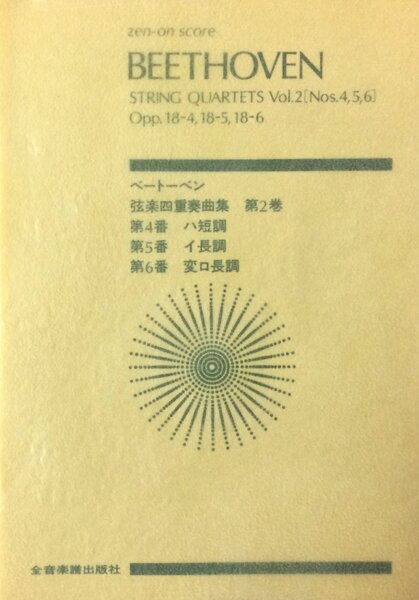 zen-on score
BEETHOVEN
STRING QUARTETS Vol.2[Nos.4,5,6]
Opp.18-4,18-5,18-6
ベートーベン
弦楽四重奏曲集 第2巻
第4番 ハ短調
第5番 イ長調
第6番 変ロ長調
全音楽譜出版社